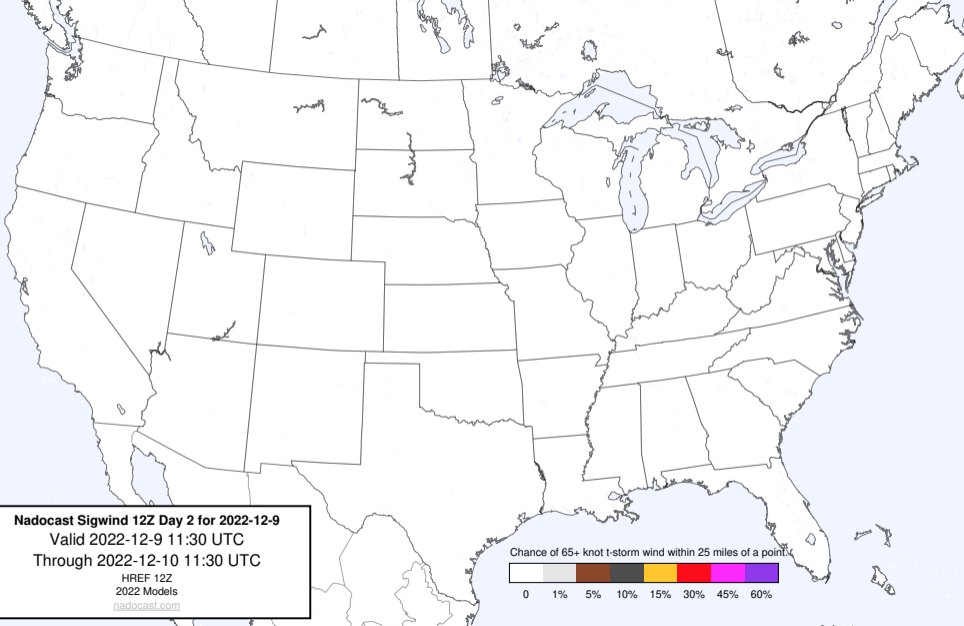 Nadocast Sigwind 12Z Day 2 for 2022-12-9
Valid 2022-12-9 11:30 UTC
Through 2022-12-10 11:30 UTC
HREF 12Z
2022 Models
nadocast.com
Chance of 65+ knot t-storm wind within 25 miles of a point.
0 1% 5% 10% 15% 30% 45% 60%